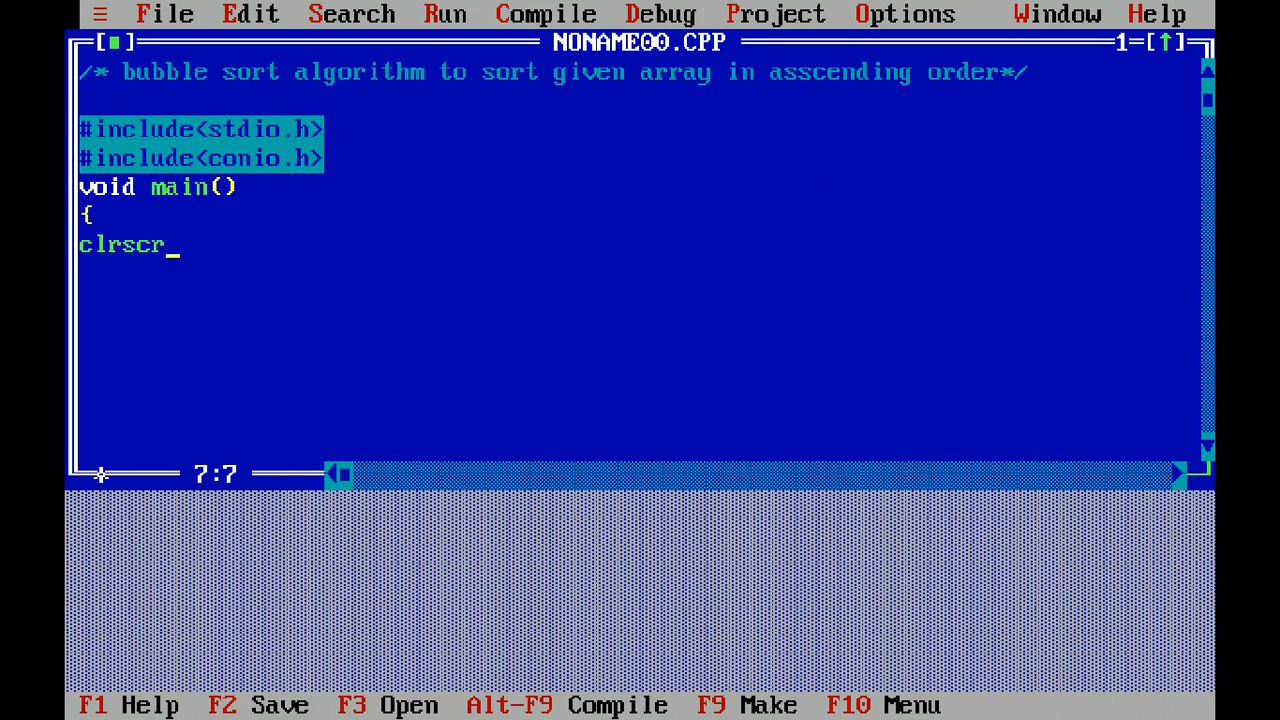 ≡ File Edit Search Run Compile Debug Project Options Window Help
[■] NONAME00.CPP 1=[↑]
/* bubble sort algorithm to sort given array in asscending order*/
#include<stdio.h>
#include<conio.h>
void main()
{
clrscr_
7:7
F1 Help F2 Save F3 Open Alt-F9 Compile F9 Make F10 Menu